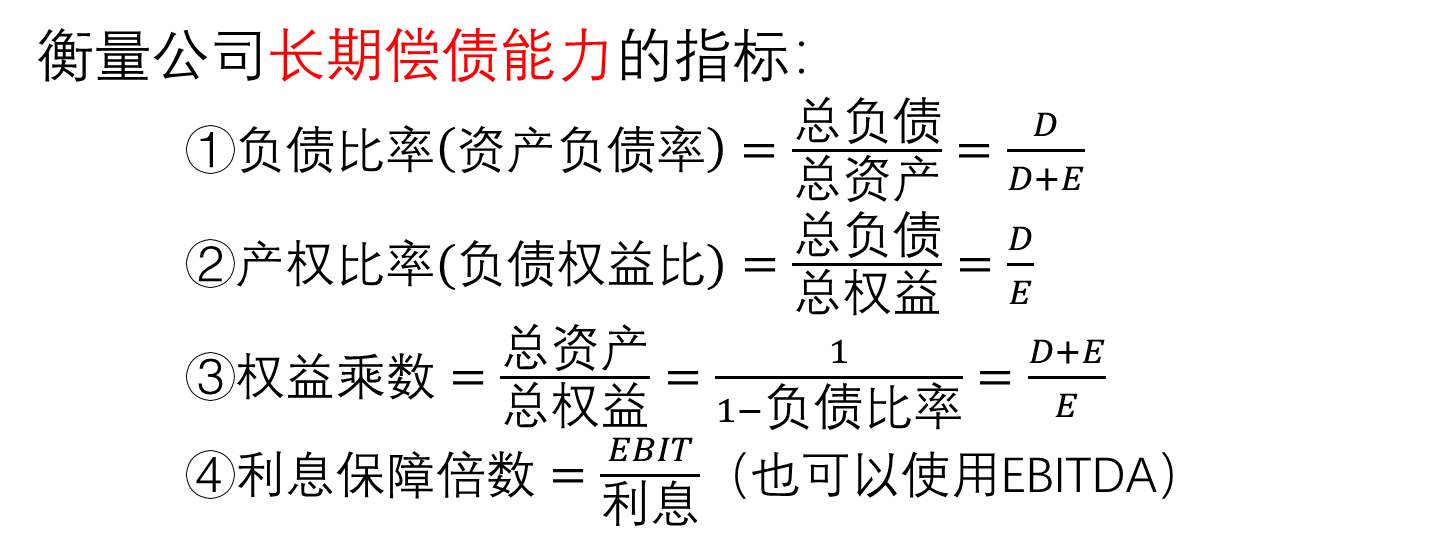 衡量公司长期偿债能力的指标：
①负债比率(资产负债率) = 总负债/总资产 = D/(D+E)
②产权比率(负债权益比) = 总负债/总权益 = D/E
③权益乘数 = 总资产/总权益 = 1/(1−负债比率) = (D+E)/E
④利息保障倍数 = EBIT/利息（也可以使用EBITDA）